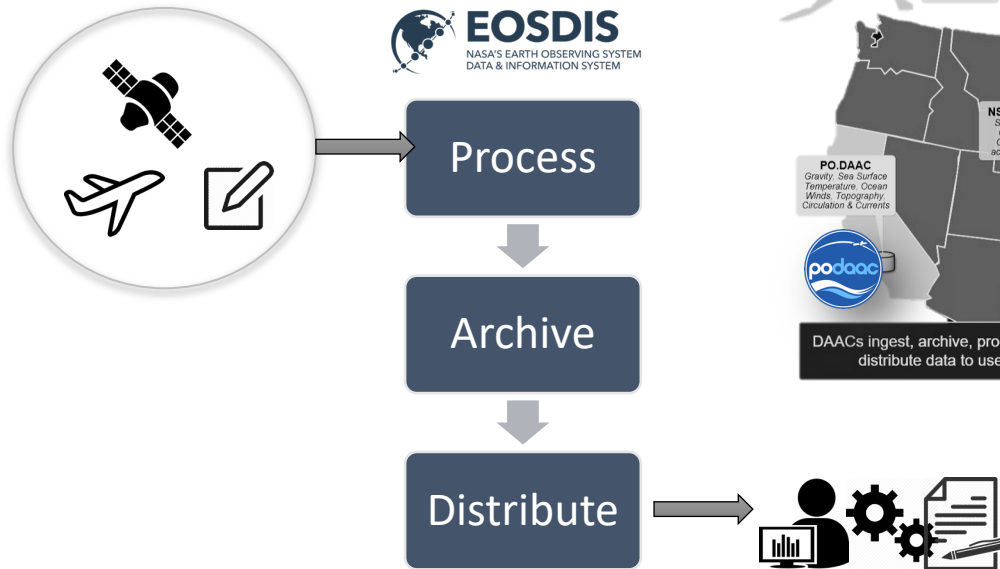 EOSDIS
NASA'S EARTH OBSERVING SYSTEM
DATA & INFORMATION SYSTEM
Process
Archive
Distribute
PO.DAAC
Gravity, Sea Surface
Temperature, Ocean
Winds, Topography,
Circulation & Currents
podaac
DAACs ingest, archive,
distribute data to